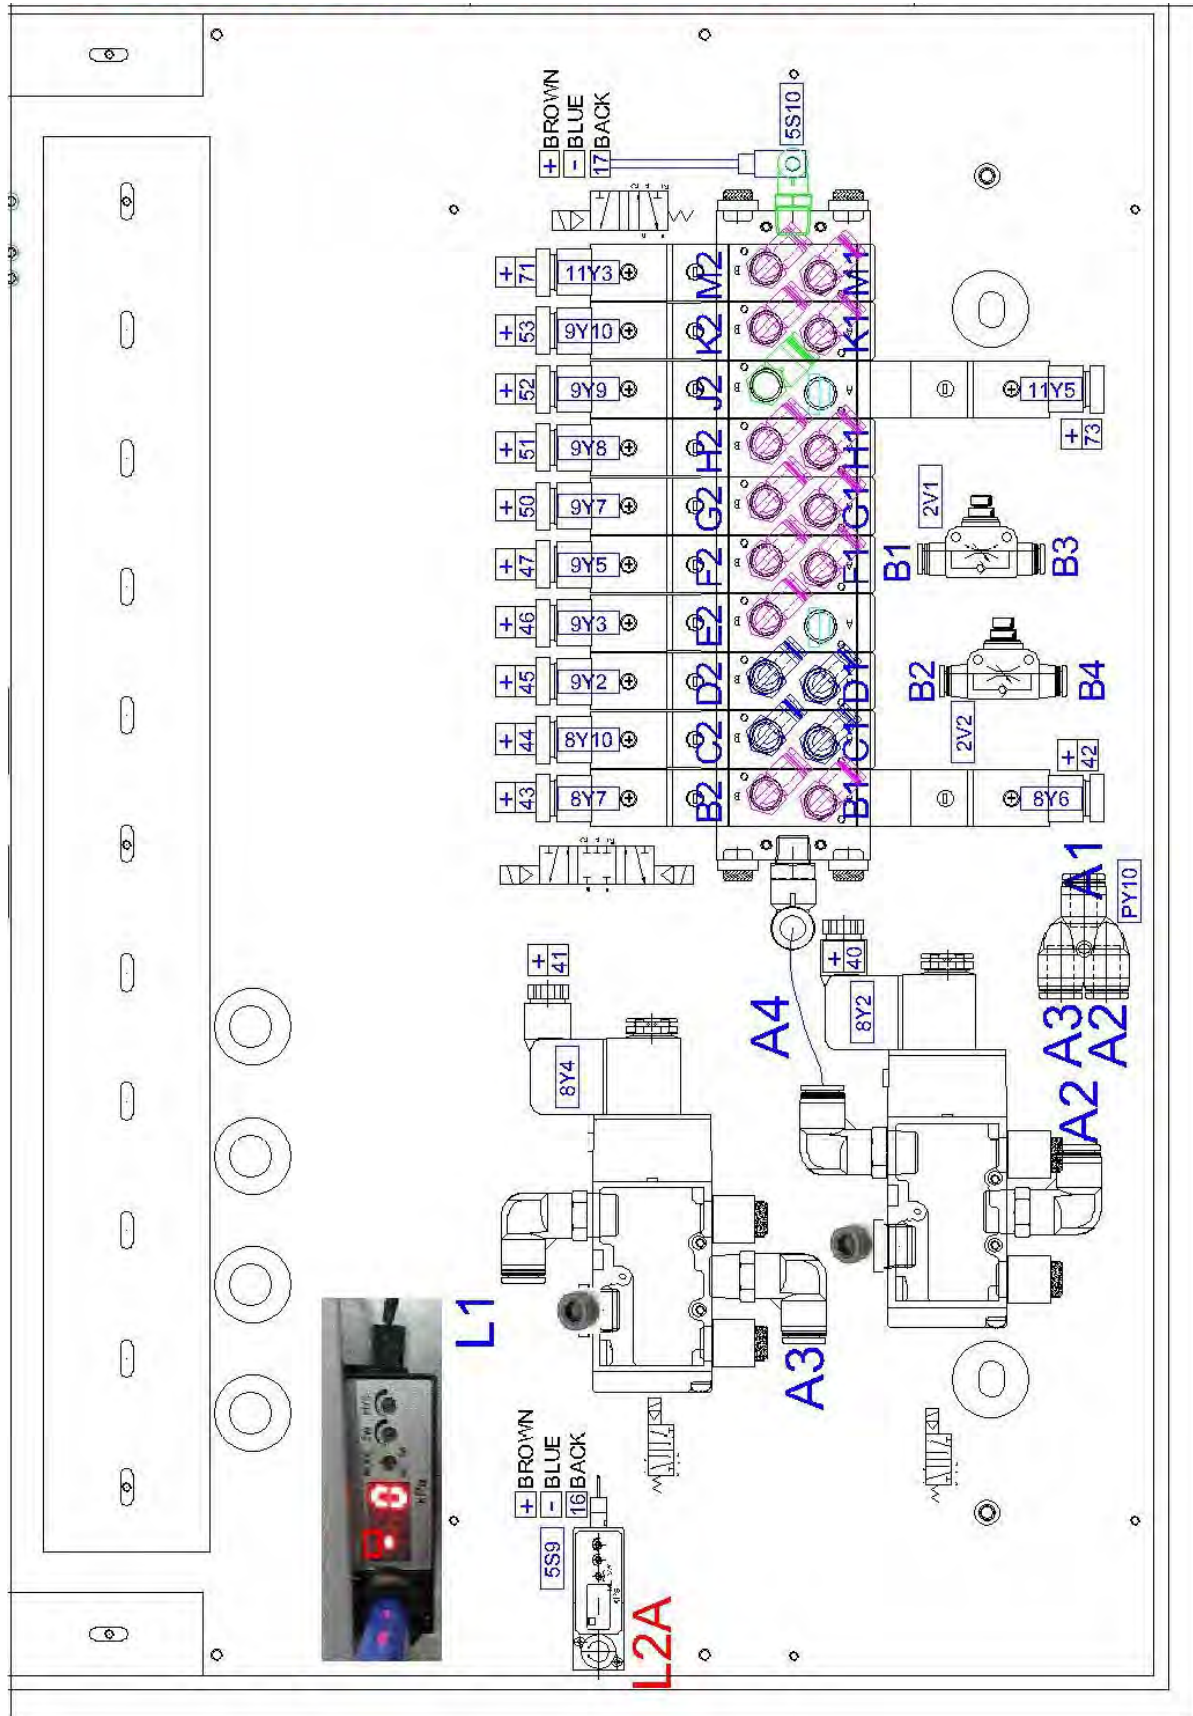 + BROWN
- BLUE
17 BACK
5S10
+ 71 11Y3 M2 M1
+ 53 9Y10 K2 K1
+ 52 9Y9 J2 11Y5
+ 73
+ 51 9Y8 H2 H1
+ 50 9Y7 G2 G1
2V1
+ 47 9Y5 F2 F1
B1 B3
+ 46 9Y3 E2
+ 45 9Y2 D2 D1
B2 B4
2V2
+ 44 8Y10 C2 C1
+ 42
+ 43 8Y7 B2 B1 8Y6
A1
PY10
+ 41
+ 40
A4
8Y2
A3
A2
8Y4
A2
L1
A3
+ BROWN
- BLUE
16 BACK
5S9
L2A